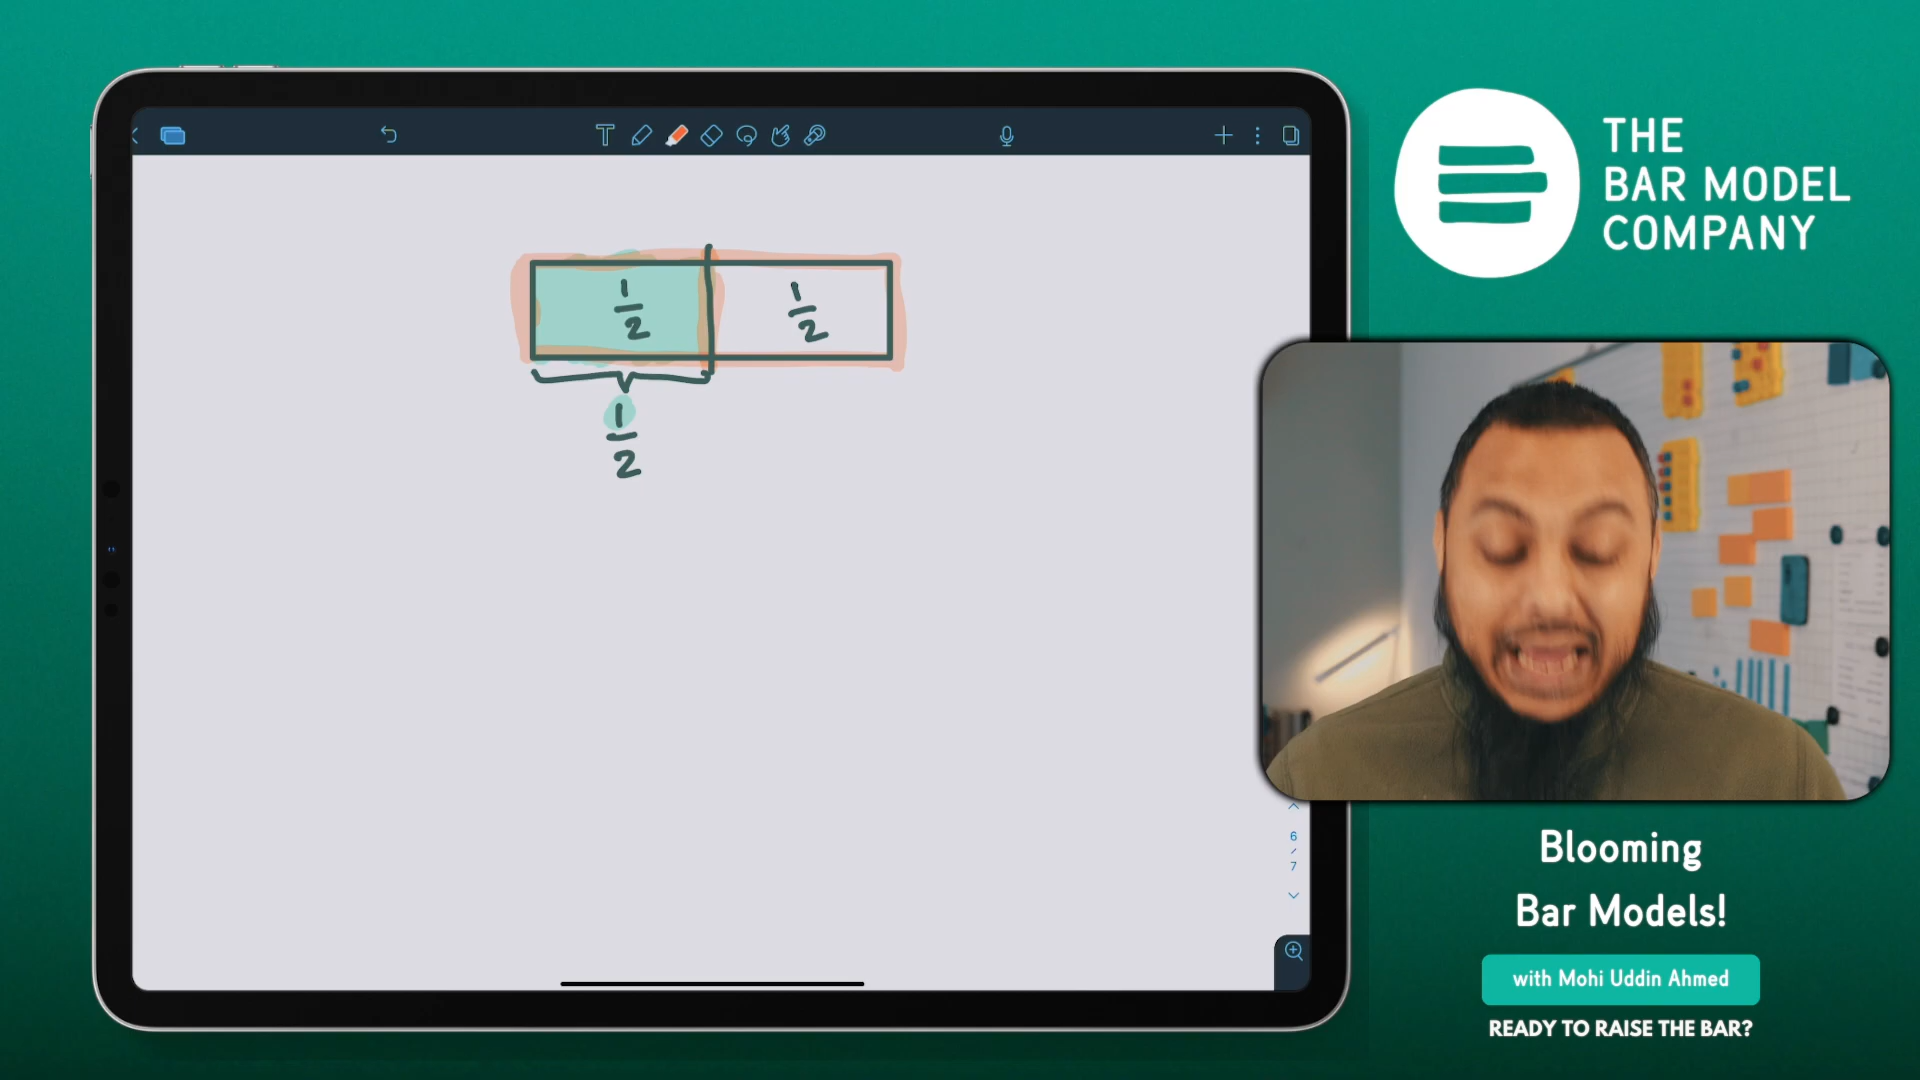 THE
BAR MODEL
COMPANY
T
1/2 1/2
1/2
6
/
7
Blooming
Bar Models!
with Mohi Uddin Ahmed
READY TO RAISE THE BAR?